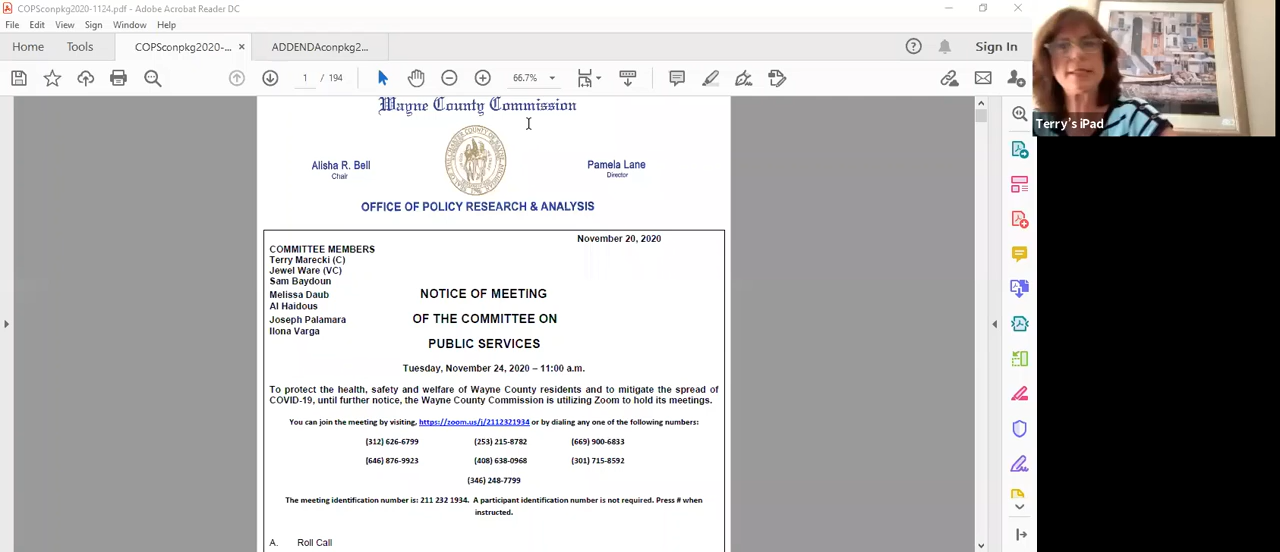 COPSconpkg2020-1124.pdf - Adobe Acrobat Reader DC
File Edit View Sign Window Help
Home Tools COPSconpkg2020-... × ADDENDAconpkg2... Sign In
1 / 194 66.7%
Wayne County Commission
Alisha R. Bell
Chair
Pamela Lane
Director
OFFICE OF POLICY RESEARCH & ANALYSIS
November 20, 2020
COMMITTEE MEMBERS
Terry Marecki (C)
Jewel Ware (VC)
Sam Baydoun
Melissa Daub
Al Haidous
Joseph Palamara
Ilona Varga
NOTICE OF MEETING
OF THE COMMITTEE ON
PUBLIC SERVICES
Tuesday, November 24, 2020 – 11:00 a.m.
To protect the health, safety and welfare of Wayne County residents and to mitigate the spread of
COVID-19, until further notice, the Wayne County Commission is utilizing Zoom to hold its meetings.
You can join the meeting by visiting, https://zoom.us/j/2112321934 or by dialing any one of the following numbers:
(312) 626-6799 (253) 215-8782 (669) 900-6833
(646) 876-9923 (408) 638-0968 (301) 715-8592
(346) 248-7799
The meeting identification number is: 211 232 1934. A participant identification number is not required. Press # when
instructed.
A. Roll Call
Terry's iPad